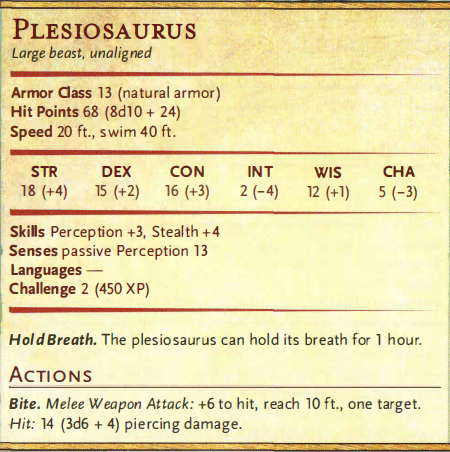 PLESIOSAURUS
Large beast, unaligned
Armor Class 13 (natural armor)
Hit Points 68 (8d10 + 24)
Speed 20 ft., swim 40 ft.
STR DEX CON INT WIS CHA
18 (+4) 15 (+2) 16 (+3) 2 (−4) 12 (+1) 5 (−3)
Skills Perception +3, Stealth +4
Senses passive Perception 13
Languages —
Challenge 2 (450 XP)
Hold Breath. The plesiosaurus can hold its breath for 1 hour.
ACTIONS
Bite. Melee Weapon Attack: +6 to hit, reach 10 ft., one target.
Hit: 14 (3d6 + 4) piercing damage.